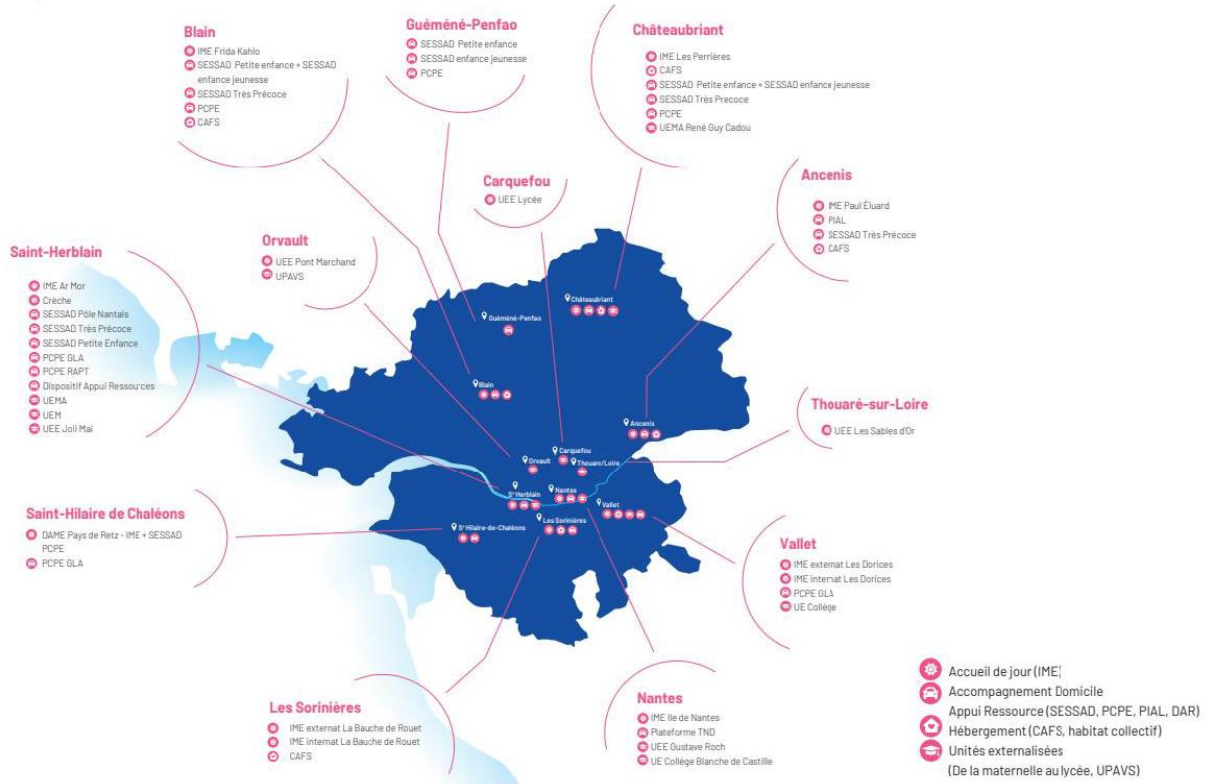 Blain
IME Frida Kahlo
SESSAD Petite enfance + SESSAD
enfance jeunesse
SESSAD Très Précoce
PCPE
CAFS
Guéméné-Penfao
SESSAD Petite enfance
SESSAD enfance jeunesse
PCPE
Châteaubriant
IME Les Perrières
CAFS
SESSAD Petite enfance + SESSAD enfance jeunesse
SESSAD Très Precoce
PCPE
UEMA René Guy Cadou
Carquefou
UEE Lycée
Ancenis
IME Paul Éluard
PIAL
SESSAD Très Précoce
CAFS
Orvault
UEE Pont Marchand
UPAVS
Saint-Herblain
IME Ar Mor
Crèche
SESSAD Pôle Nantais
SESSAD Très Précoce
SESSAD Petite Enfance
PCPE GLA
PCPE RAPT
Dispositif Appui Ressources
UEMA
UEM
UEE Joli Mai
Châteaubriant
Guéméné-Penfao
Blain
Ancenis
Carquefou
Orvault
Thouaré/Loire
St Herblain
Nantes
Vallet
St Hilaire-de-Chaléons
Les Sorinières
Thouaré-sur-Loire
UEE Les Sables d'Or
Saint-Hilaire de Chaléons
DAME Pays de Retz - IME + SESSAD
PCPE
PCPE GLA
Vallet
IME externat Les Dorices
IME internat Les Dorices
PCPE GLA
UE Collège
Les Sorinières
IME externat La Bauche de Rouet
IME internat La Bauche de Rouet
CAFS
Nantes
IME Ile de Nantes
Plateforme TND
UEE Gustave Roch
UE Collège Blanche de Castille
Accueil de jour (IME)
Accompagnement Domicile
Appui Ressource (SESSAD, PCPE, PIAL, DAR)
Hébergement (CAFS, habitat collectif)
Unités externalisées
(De la maternelle au lycée, UPAVS)